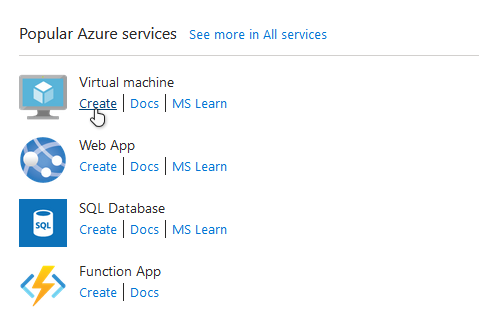 Popular Azure services See more in All services
Virtual machine
Create | Docs | MS Learn
Web App
Create | Docs | MS Learn
SQL
SQL Database
Create | Docs | MS Learn
Function App
Create | Docs